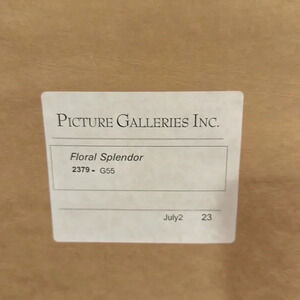 PICTURE GALLERIES INC.
Floral Splendor
2379- G55
July2 23